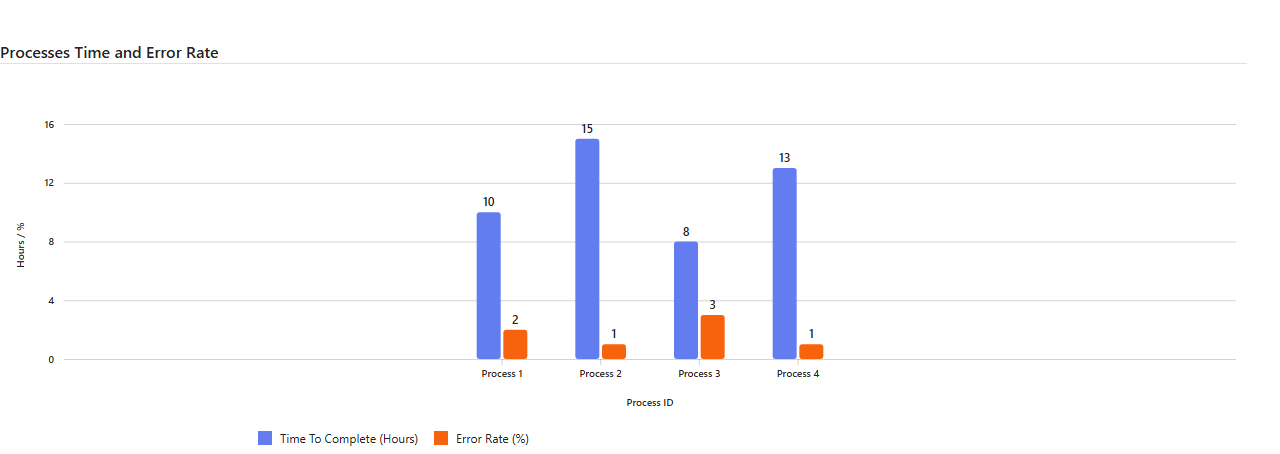 Processes Time and Error Rate
16
12
8
4
0
Hours / %
10
2
15
1
8
3
13
1
Process 1
Process 2
Process 3
Process 4
Process ID
Time To Complete (Hours)
Error Rate (%)